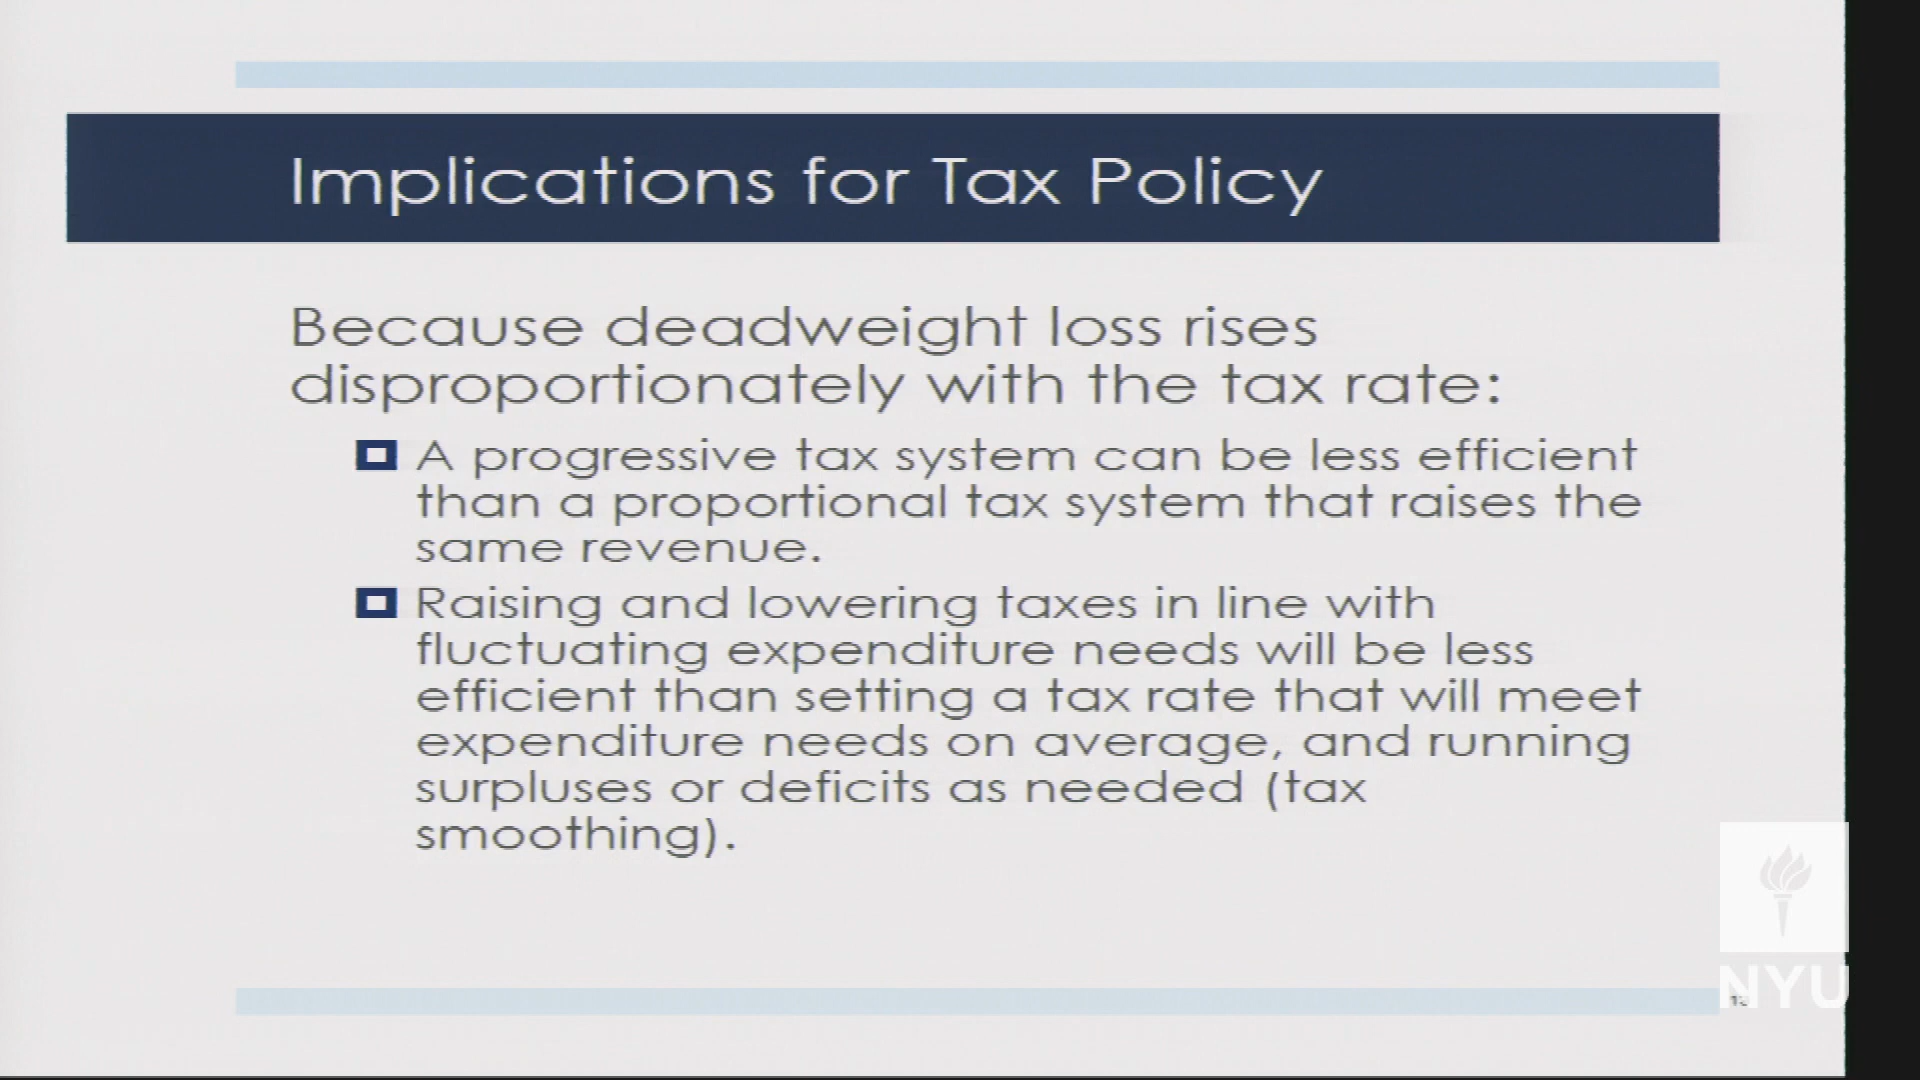 Implications for Tax Policy
Because deadweight loss rises
disproportionately with the tax rate:
A progressive tax system can be less efficient
than a proportional tax system that raises the
same revenue.
Raising and lowering taxes in line with
fluctuating expenditure needs will be less
efficient than setting a tax rate that will meet
expenditure needs on average, and running
surpluses or deficits as needed (tax
smoothing).
NYU